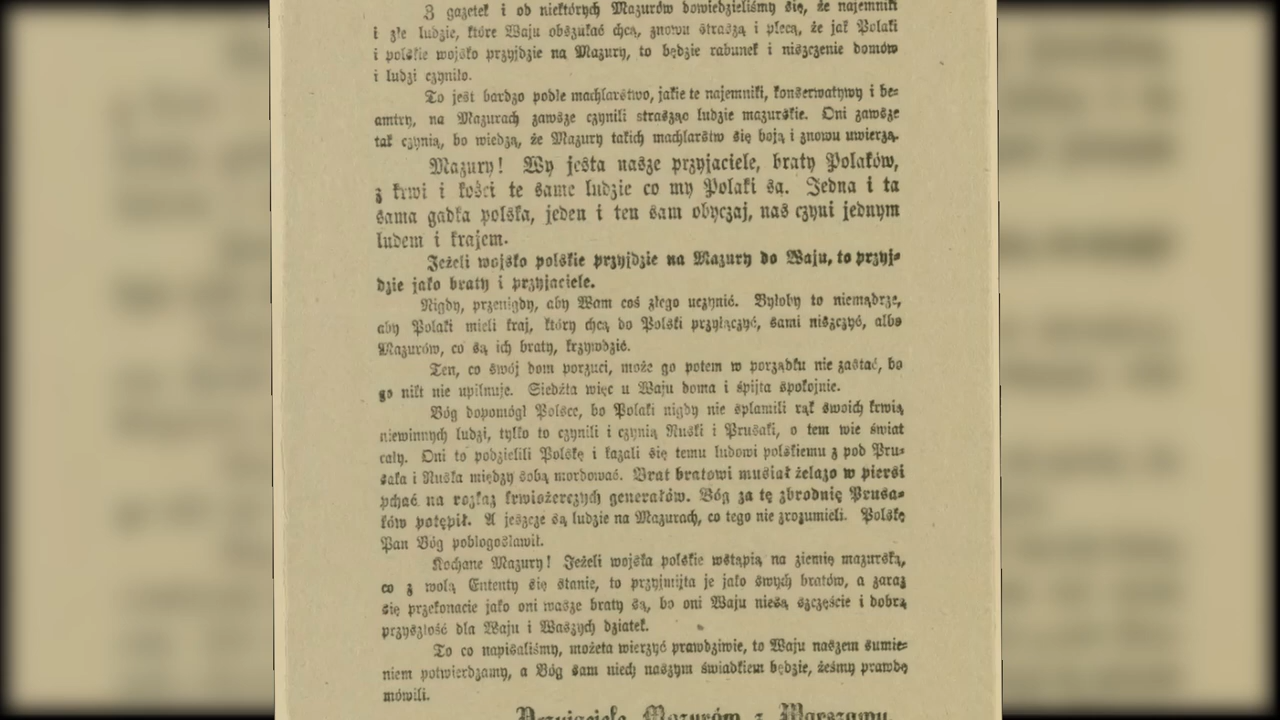 Z gazetek i od niektórych Mazurów dowiedzieliśmy się, że najemniki
i złe ludzie, które Waju obszukać chcą, znowu straszą i plecą, że jak Polaki
i polskie wojsko przyjdzie na Mazury, to będzie rabunek i niszczenie domów
i ludzi czyniło.
To jest bardzo podłe machlarstwo, jakie te najemniki, konserwatywy i be-
amtry, na Mazurach zawsze czynili strasząc ludzie mazurskie. Oni zawsze
tak czynią, bo wiedzą, że Mazury takich machlarstw się boją i znowu uwierzą.
Mazury! Wy jesta nasze przyjaciele, braty Polaków,
z krwi i kości te same ludzie co my Polaki są. Jedna i ta
sama gadka polska, jeden i ten sam obyczaj, nas czyni jednym
ludem i krajem.
Jeżeli wojsko polskie przyjdzie na Mazury do Waju, to przyj-
dzie jako braty i przyjaciele.
Nigdy, przenigdy, aby Wam coś złego uczynić. Byłoby to niemądrze,
aby Polaki mieli kraj, który chcą do Polski przyłączyć, sami niszczyć, albo
Mazurów, co są ich braty, krzywdzić.
Ten, co swój dom porzuci, może go potem w porządku nie zastać, bo
go nikt nie upilnuje. Siedźta więc u Waju doma i śpijta spokojnie.
Bóg dopomógł Polsce, bo Polaki nigdy nie splamili rąk swoich krwią
niewinnych ludzi, tylko to czynili i czynią Ruski i Prusaki, o tem wie świat
cały. Oni to podzielili Polskę i kazali się temu ludowi polskiemu z pod Pru-
saka i Ruska między sobą mordować. Brat bratowi musiał żelazo w piersi
pchać na rozkaz krwiożerczych generałów. Bóg za tę zbrodnię Prusa-
ków potępił. A jeszcze są ludzie na Mazurach, co tego nie zrozumieli. Polskę
Pan Bóg pobłogosławił.
Kochane Mazury! Jeżeli wojska polskie wstąpią na ziemię mazurską,
co z wolą Ententy się stanie, to przyjmijta je jako swych bratów, a zaraz
się przekonacie jako oni wasze braty są, bo oni Waju niesą szczęście i dobrą
przyszłość dla Waju i Waszych dziatek.
To co napisaliśmy, możeta wierzyć prawdziwie, to Waju naszem sumie-
niem potwierdzamy, a Bóg sam niech naszym świadkiem będzie, żeśmy prawdę
mówili.
Przyjaciele Mazurów z Warszawy.